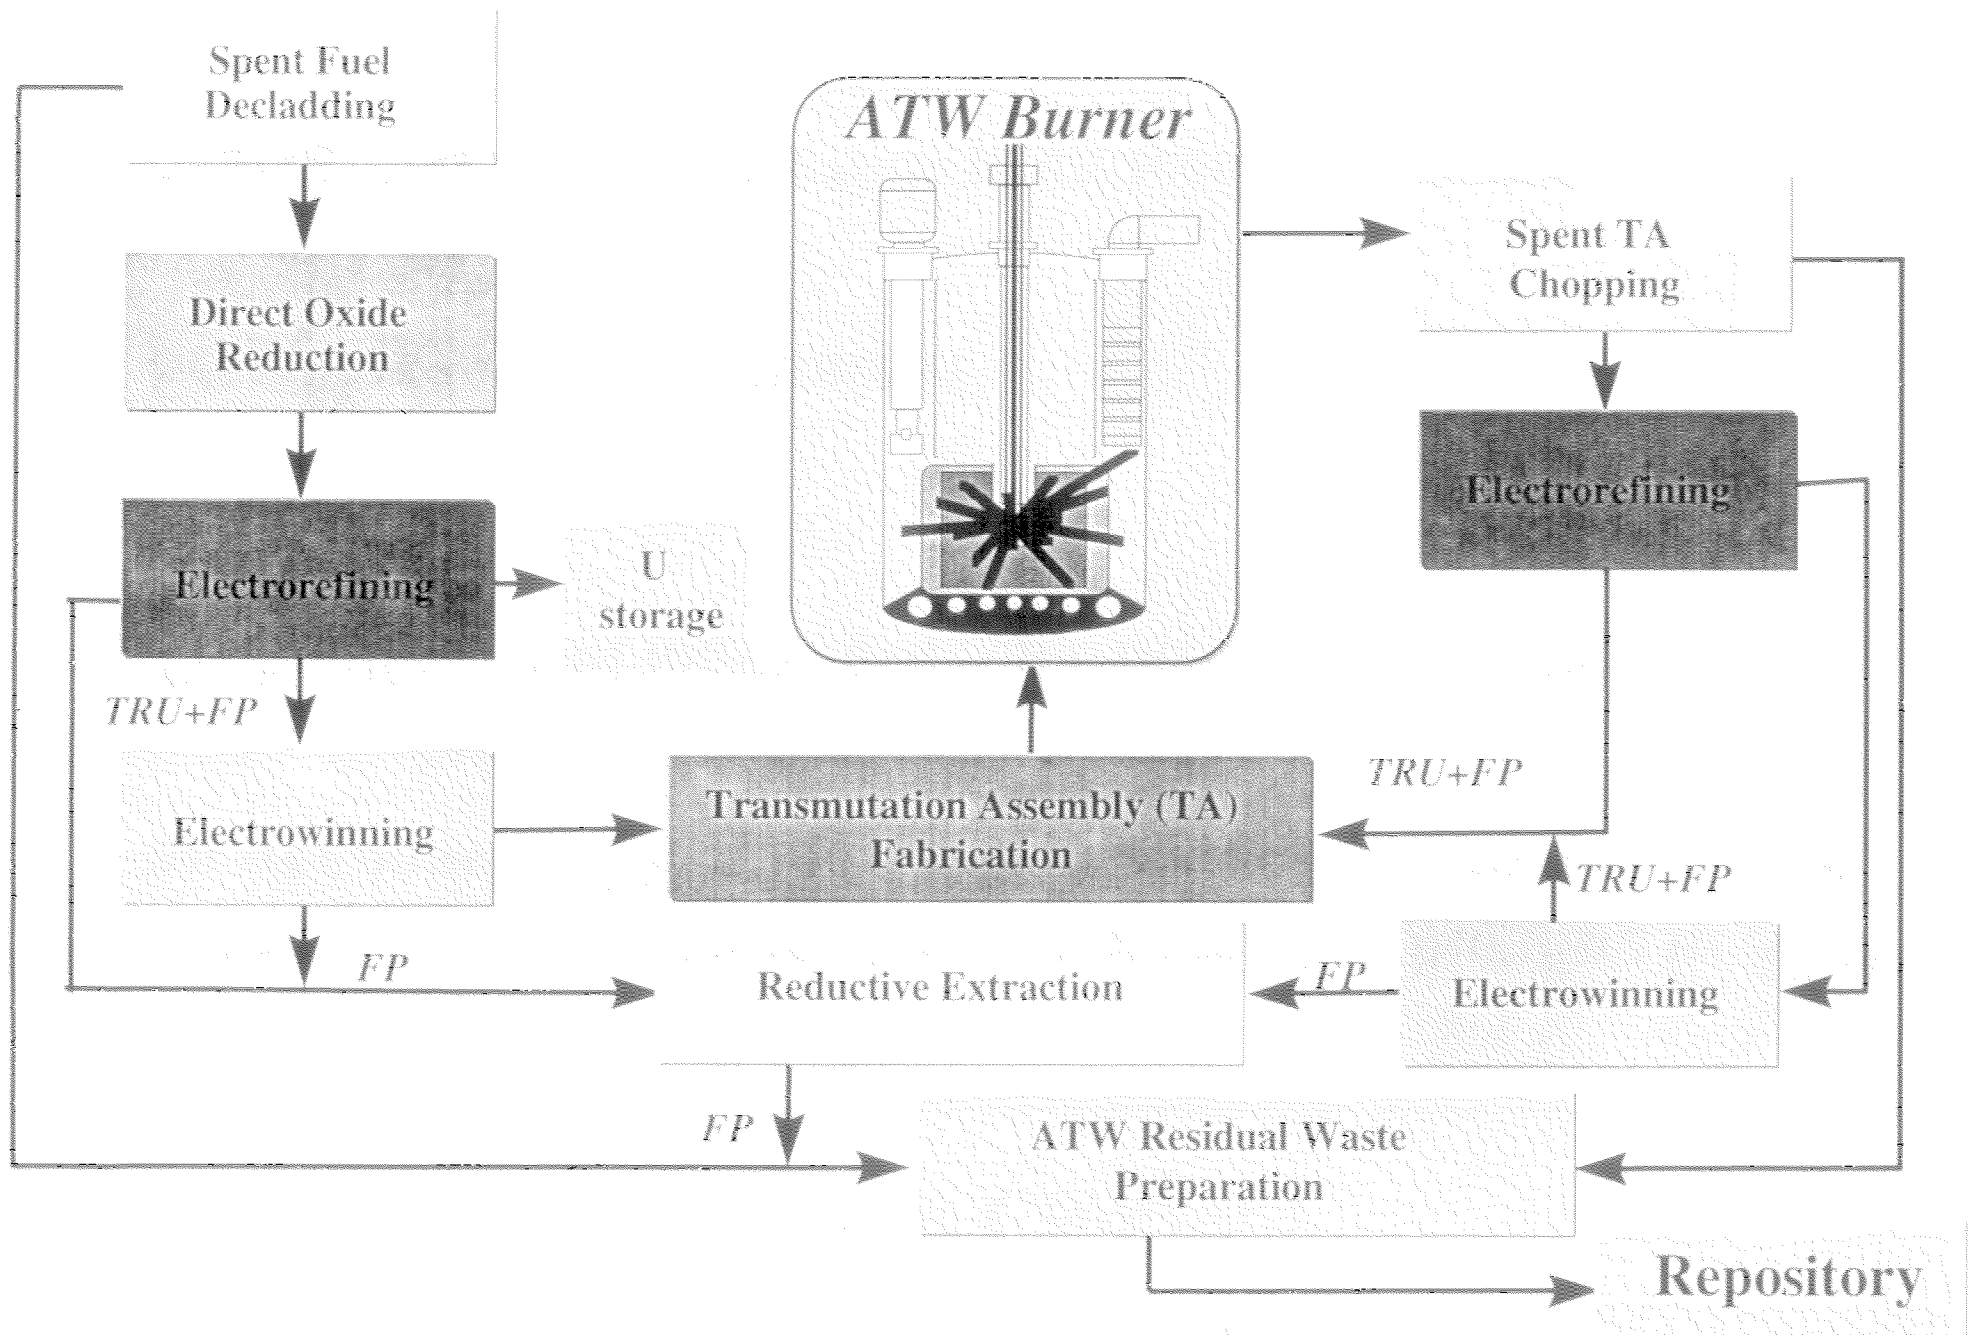 Spent Fuel
Decladding
ATW Burner
Spent TA
Chopping
Direct Oxide
Reduction
Electrorefining
Electrorefining
U
storage
TRU+FP
Electrowinning
Transmutation Assembly (TA)
Fabrication
TRU+FP
TRU+FP
FP
Reductive Extraction
FP
Electrowinning
FP
ATW Residual Waste
Preparation
Repository